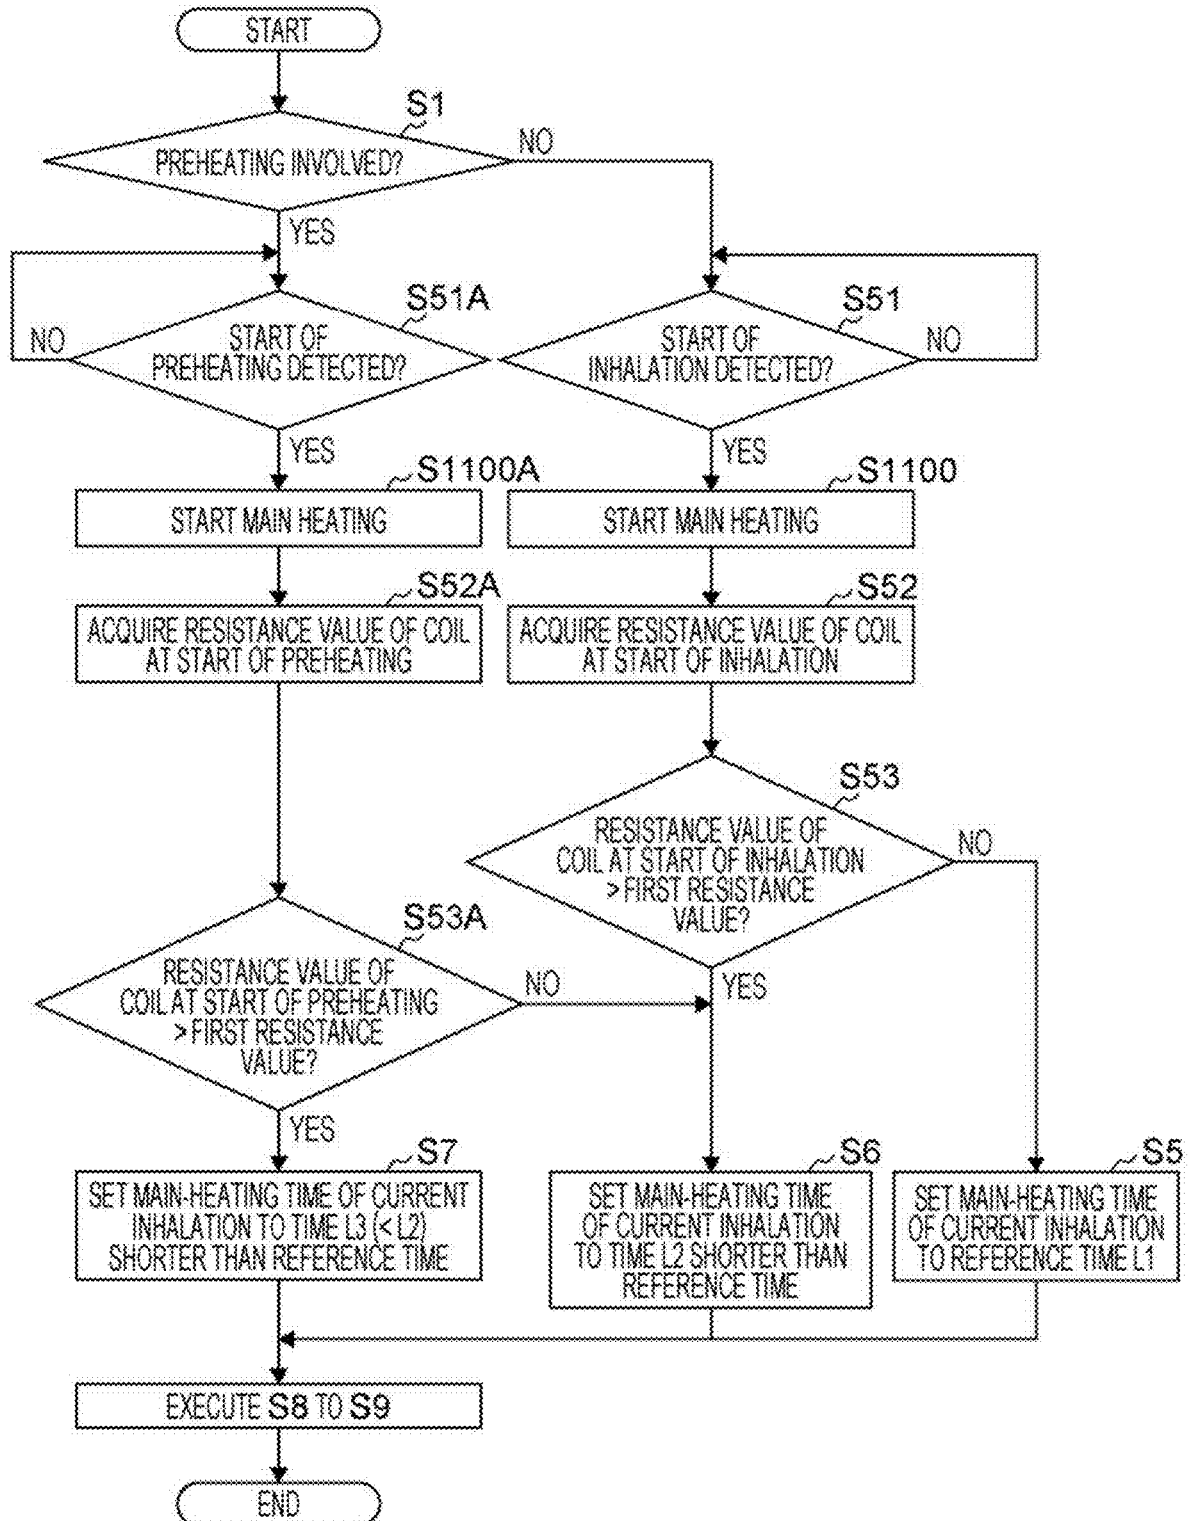 START
S1
PREHEATING INVOLVED?
NO
YES
S51A
START OF
PREHEATING DETECTED?
NO
YES
S51
START OF
INHALATION DETECTED?
NO
YES
S1100A
START MAIN HEATING
S1100
START MAIN HEATING
S52A
ACQUIRE RESISTANCE VALUE OF COIL
AT START OF PREHEATING
S52
ACQUIRE RESISTANCE VALUE OF COIL
AT START OF INHALATION
S53
RESISTANCE VALUE OF
COIL AT START OF INHALATION
> FIRST RESISTANCE
VALUE?
NO
YES
S53A
RESISTANCE VALUE OF
COIL AT START OF PREHEATING
> FIRST RESISTANCE
VALUE?
NO
YES
S7
SET MAIN-HEATING TIME OF CURRENT
INHALATION TO TIME L3 (< L2)
SHORTER THAN REFERENCE TIME
S6
SET MAIN-HEATING TIME
OF CURRENT INHALATION
TO TIME L2 SHORTER THAN
REFERENCE TIME
S5
SET MAIN-HEATING TIME
OF CURRENT INHALATION
TO REFERENCE TIME L1
EXECUTE S8 TO S9
END